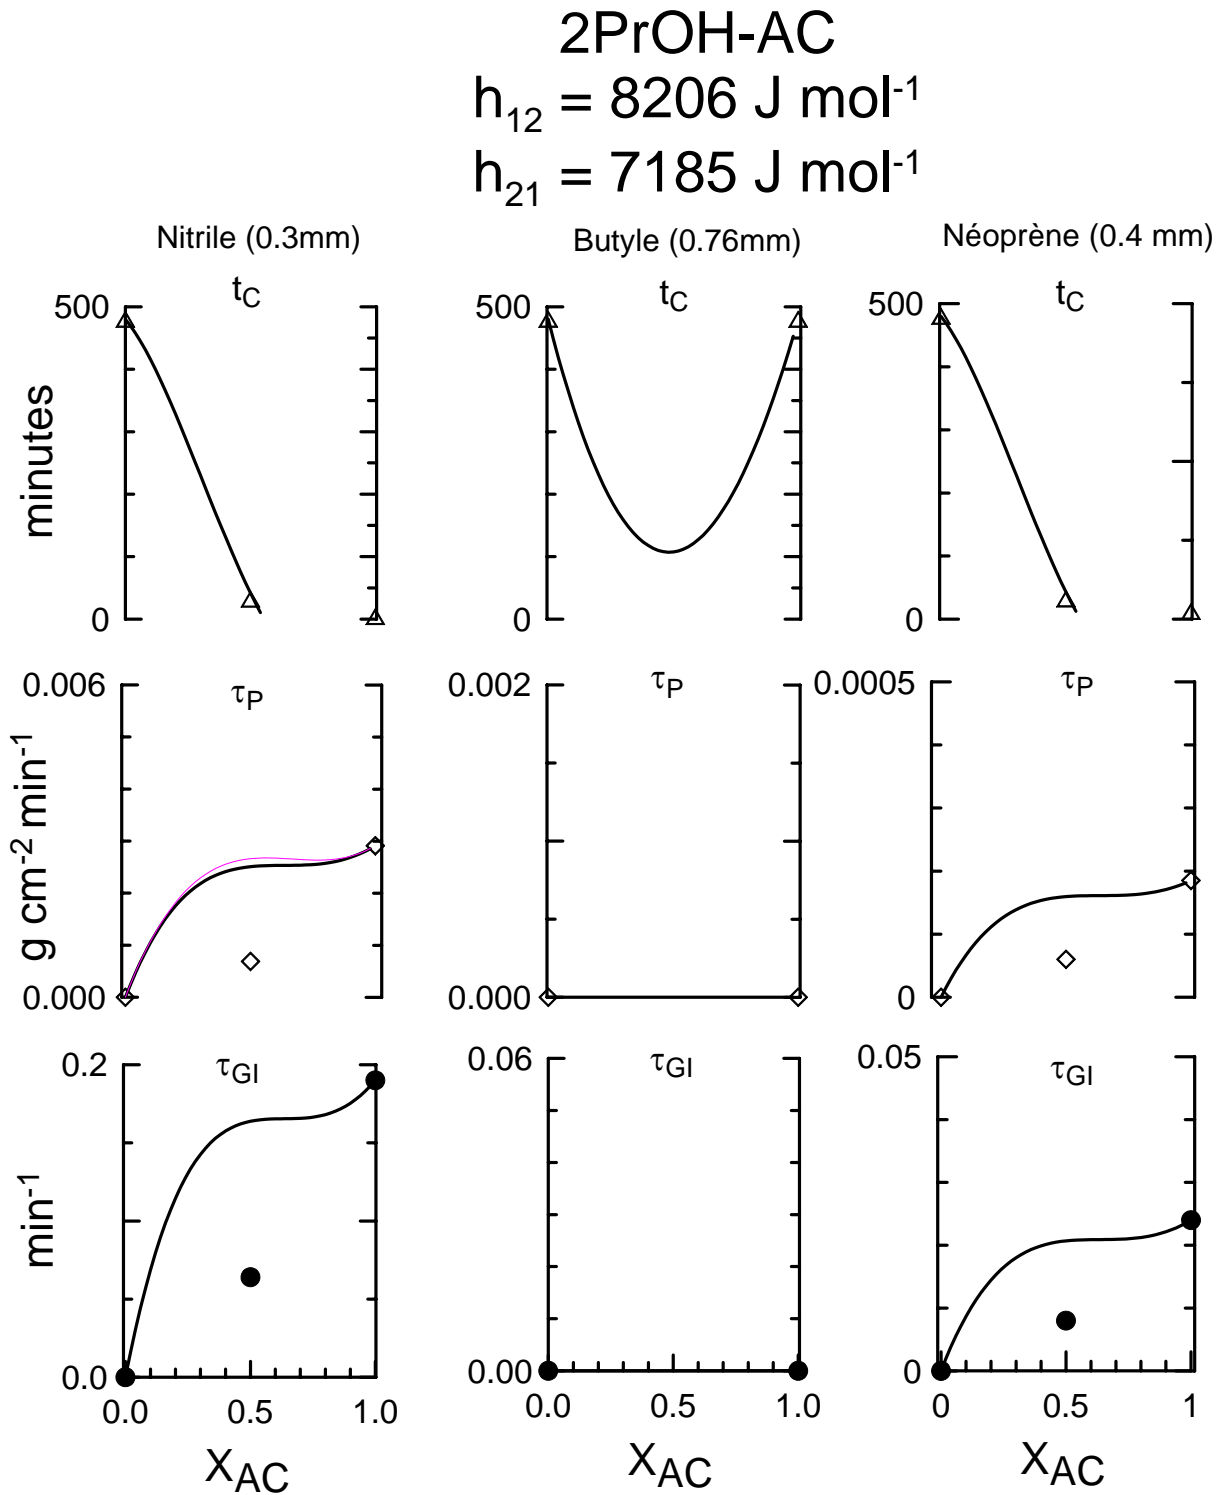 2PrOH-AC
h12 = 8206 J mol-1
h21 = 7185 J mol-1
Nitrile (0.3mm)
Butyle (0.76mm)
Néoprène (0.4 mm)
tC
tC
tC
500
500
500
minutes
0
0
0
0.006
τP
0.002
τP
0.0005
τP
g cm-2 min-1
0.000
0.000
0
0.2
τGI
0.06
τGI
0.05
τGI
min-1
0.0
0.00
0
0.0 0.5 1.0
0.0 0.5 1.0
0 0.5 1
XAC
XAC
XAC